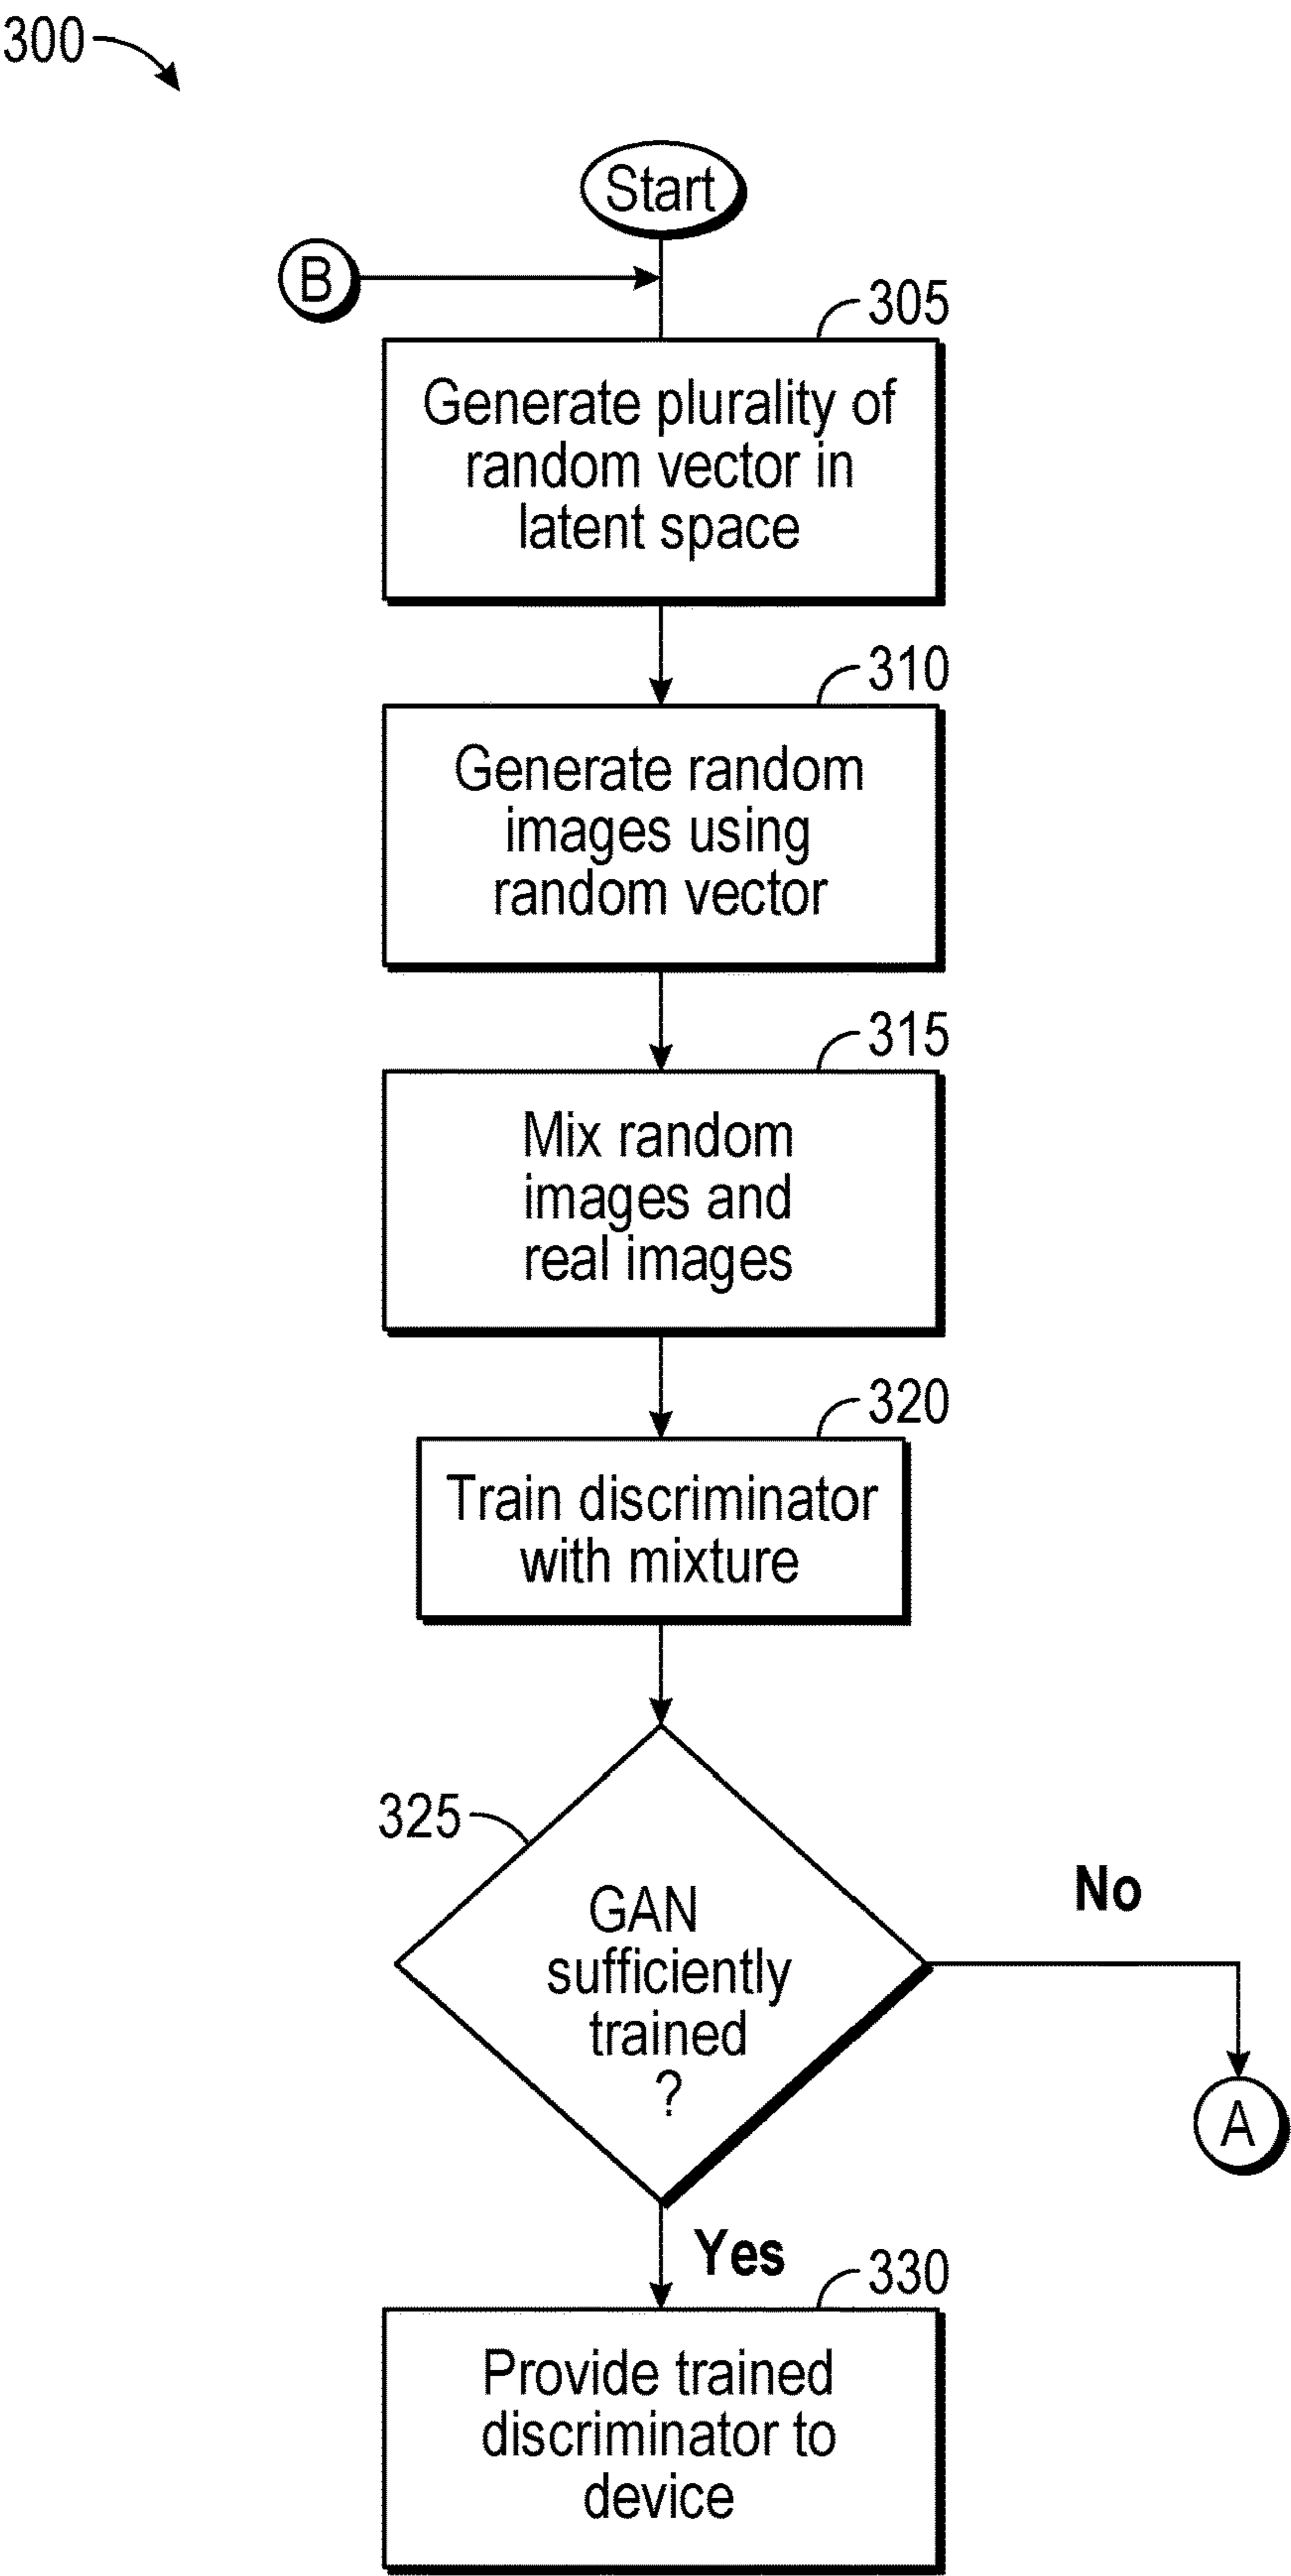 300
Start
B
305
Generate plurality of
random vector in
latent space
310
Generate random
images using
random vector
315
Mix random
images and
real images
320
Train discriminator
with mixture
325
GAN
sufficiently
trained
?
No
A
Yes
330
Provide trained
discriminator to
device